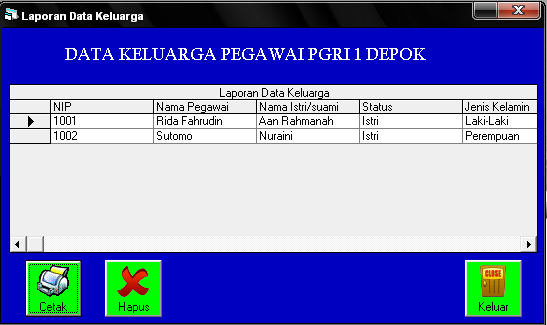 Laporan Data Keluarga
DATA KELUARGA PEGAWAI PGRI 1 DEPOK
Laporan Data Keluarga
NIP Nama Pegawai Nama Istri/suami Status Jenis Kelamin
1001 Rida Fahrudin Aan Rahmanah Istri Laki-Laki
1002 Sutomo Nuraini Istri Perempuan
CLOSE
Cetak Hapus Keluar